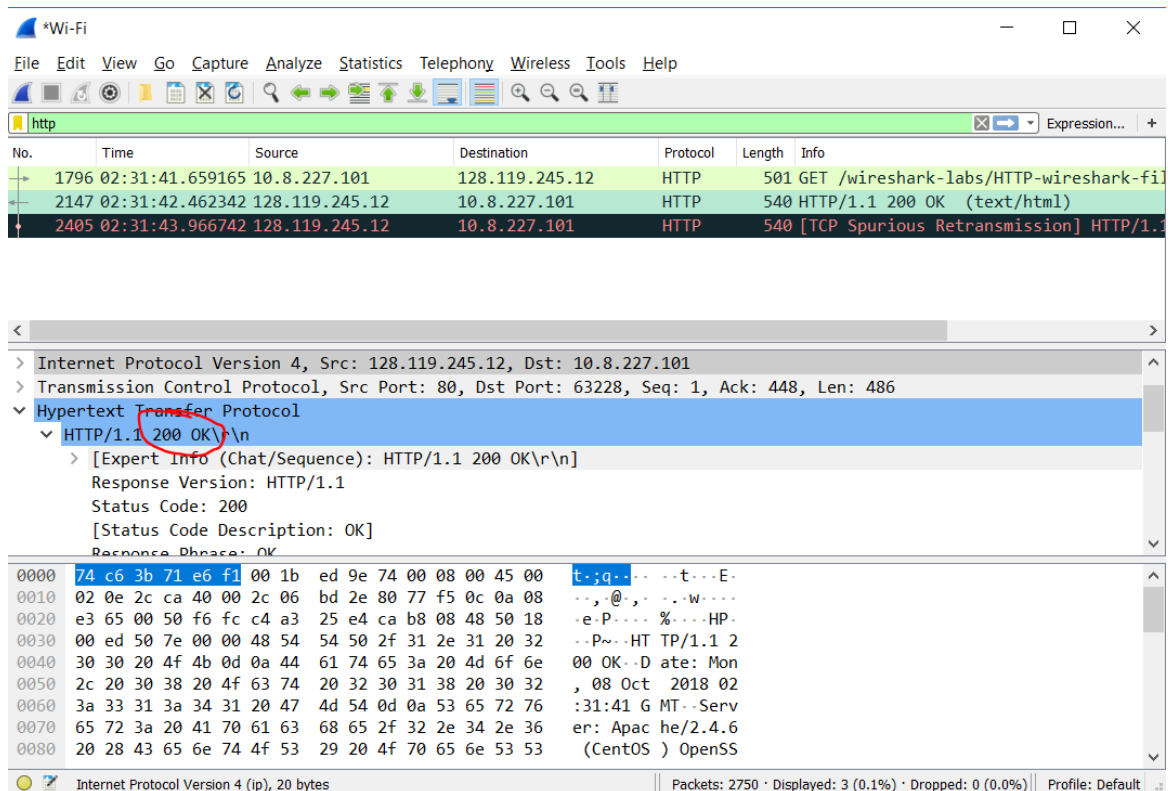 *Wi-Fi
File Edit View Go Capture Analyze Statistics Telephony Wireless Tools Help
http Expression... +
No. Time Source Destination Protocol Length Info
1796 02:31:41.659165 10.8.227.101 128.119.245.12 HTTP 501 GET /wireshark-labs/HTTP-wireshark-fil
2147 02:31:42.462342 128.119.245.12 10.8.227.101 HTTP 540 HTTP/1.1 200 OK (text/html)
2405 02:31:43.966742 128.119.245.12 10.8.227.101 HTTP 540 [TCP Spurious Retransmission] HTTP/1.1
Internet Protocol Version 4, Src: 128.119.245.12, Dst: 10.8.227.101
Transmission Control Protocol, Src Port: 80, Dst Port: 63228, Seq: 1, Ack: 448, Len: 486
Hypertext Transfer Protocol
HTTP/1.1 200 OK\r\n
[Expert Info (Chat/Sequence): HTTP/1.1 200 OK\r\n]
Response Version: HTTP/1.1
Status Code: 200
[Status Code Description: OK]
Response Phrase: OK
0000 74 c6 3b 71 e6 f1 00 1b ed 9e 74 00 08 00 45 00 t·;q···· ··t···E·
0010 02 0e 2c ca 40 00 2c 06 bd 2e 80 77 f5 0c 0a 08 ··,·@·,· ·.·w····
0020 e3 65 00 50 f6 fc c4 a3 25 e4 ca b8 08 48 50 18 ·e·P···· %····HP·
0030 00 ed 50 7e 00 00 48 54 54 50 2f 31 2e 31 20 32 ··P~··HT TP/1.1 2
0040 30 30 20 4f 4b 0d 0a 44 61 74 65 3a 20 4d 6f 6e 00 OK··D ate: Mon
0050 2c 20 30 38 20 4f 63 74 20 32 30 31 38 20 30 32 , 08 Oct 2018 02
0060 3a 33 31 3a 34 31 20 47 4d 54 0d 0a 53 65 72 76 :31:41 G MT··Serv
0070 65 72 3a 20 41 70 61 63 68 65 2f 32 2e 34 2e 36 er: Apac he/2.4.6
0080 20 28 43 65 6e 74 4f 53 29 20 4f 70 65 6e 53 53 (CentOS ) OpenSS
Internet Protocol Version 4 (ip), 20 bytes Packets: 2750 · Displayed: 3 (0.1%) · Dropped: 0 (0.0%) Profile: Default